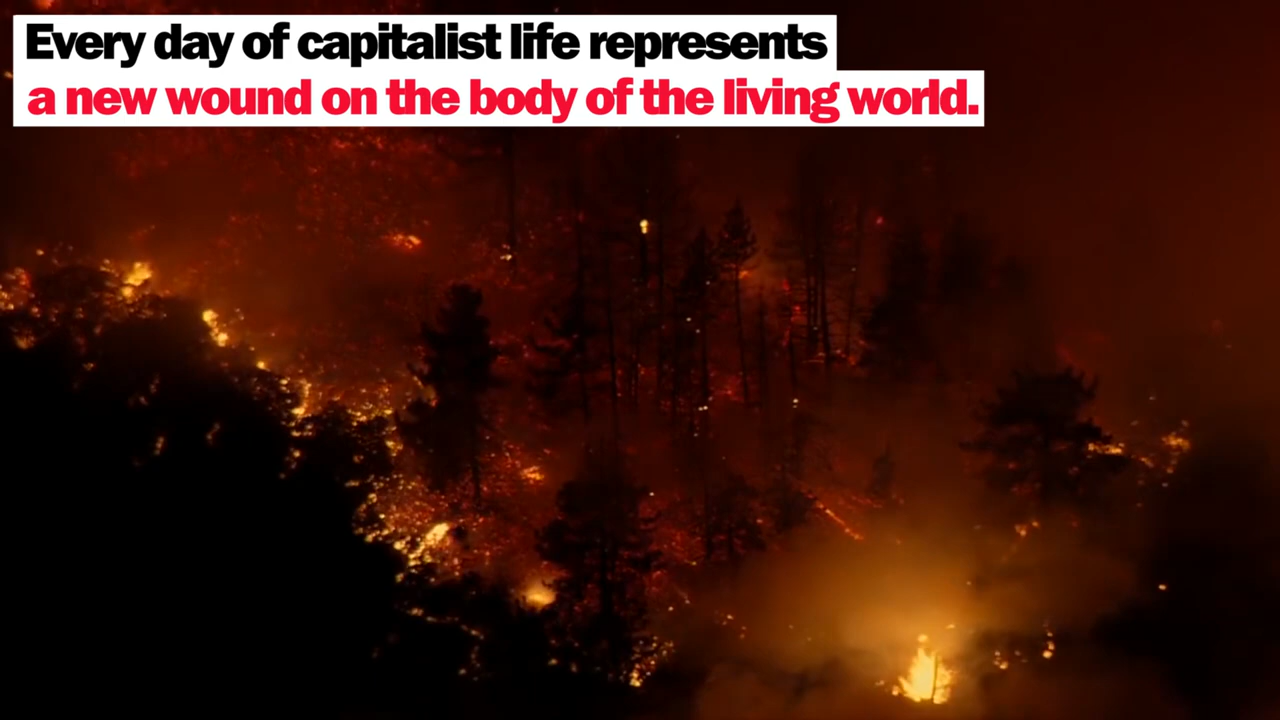 Every day of capitalist life represents
a new wound on the body of the living world.